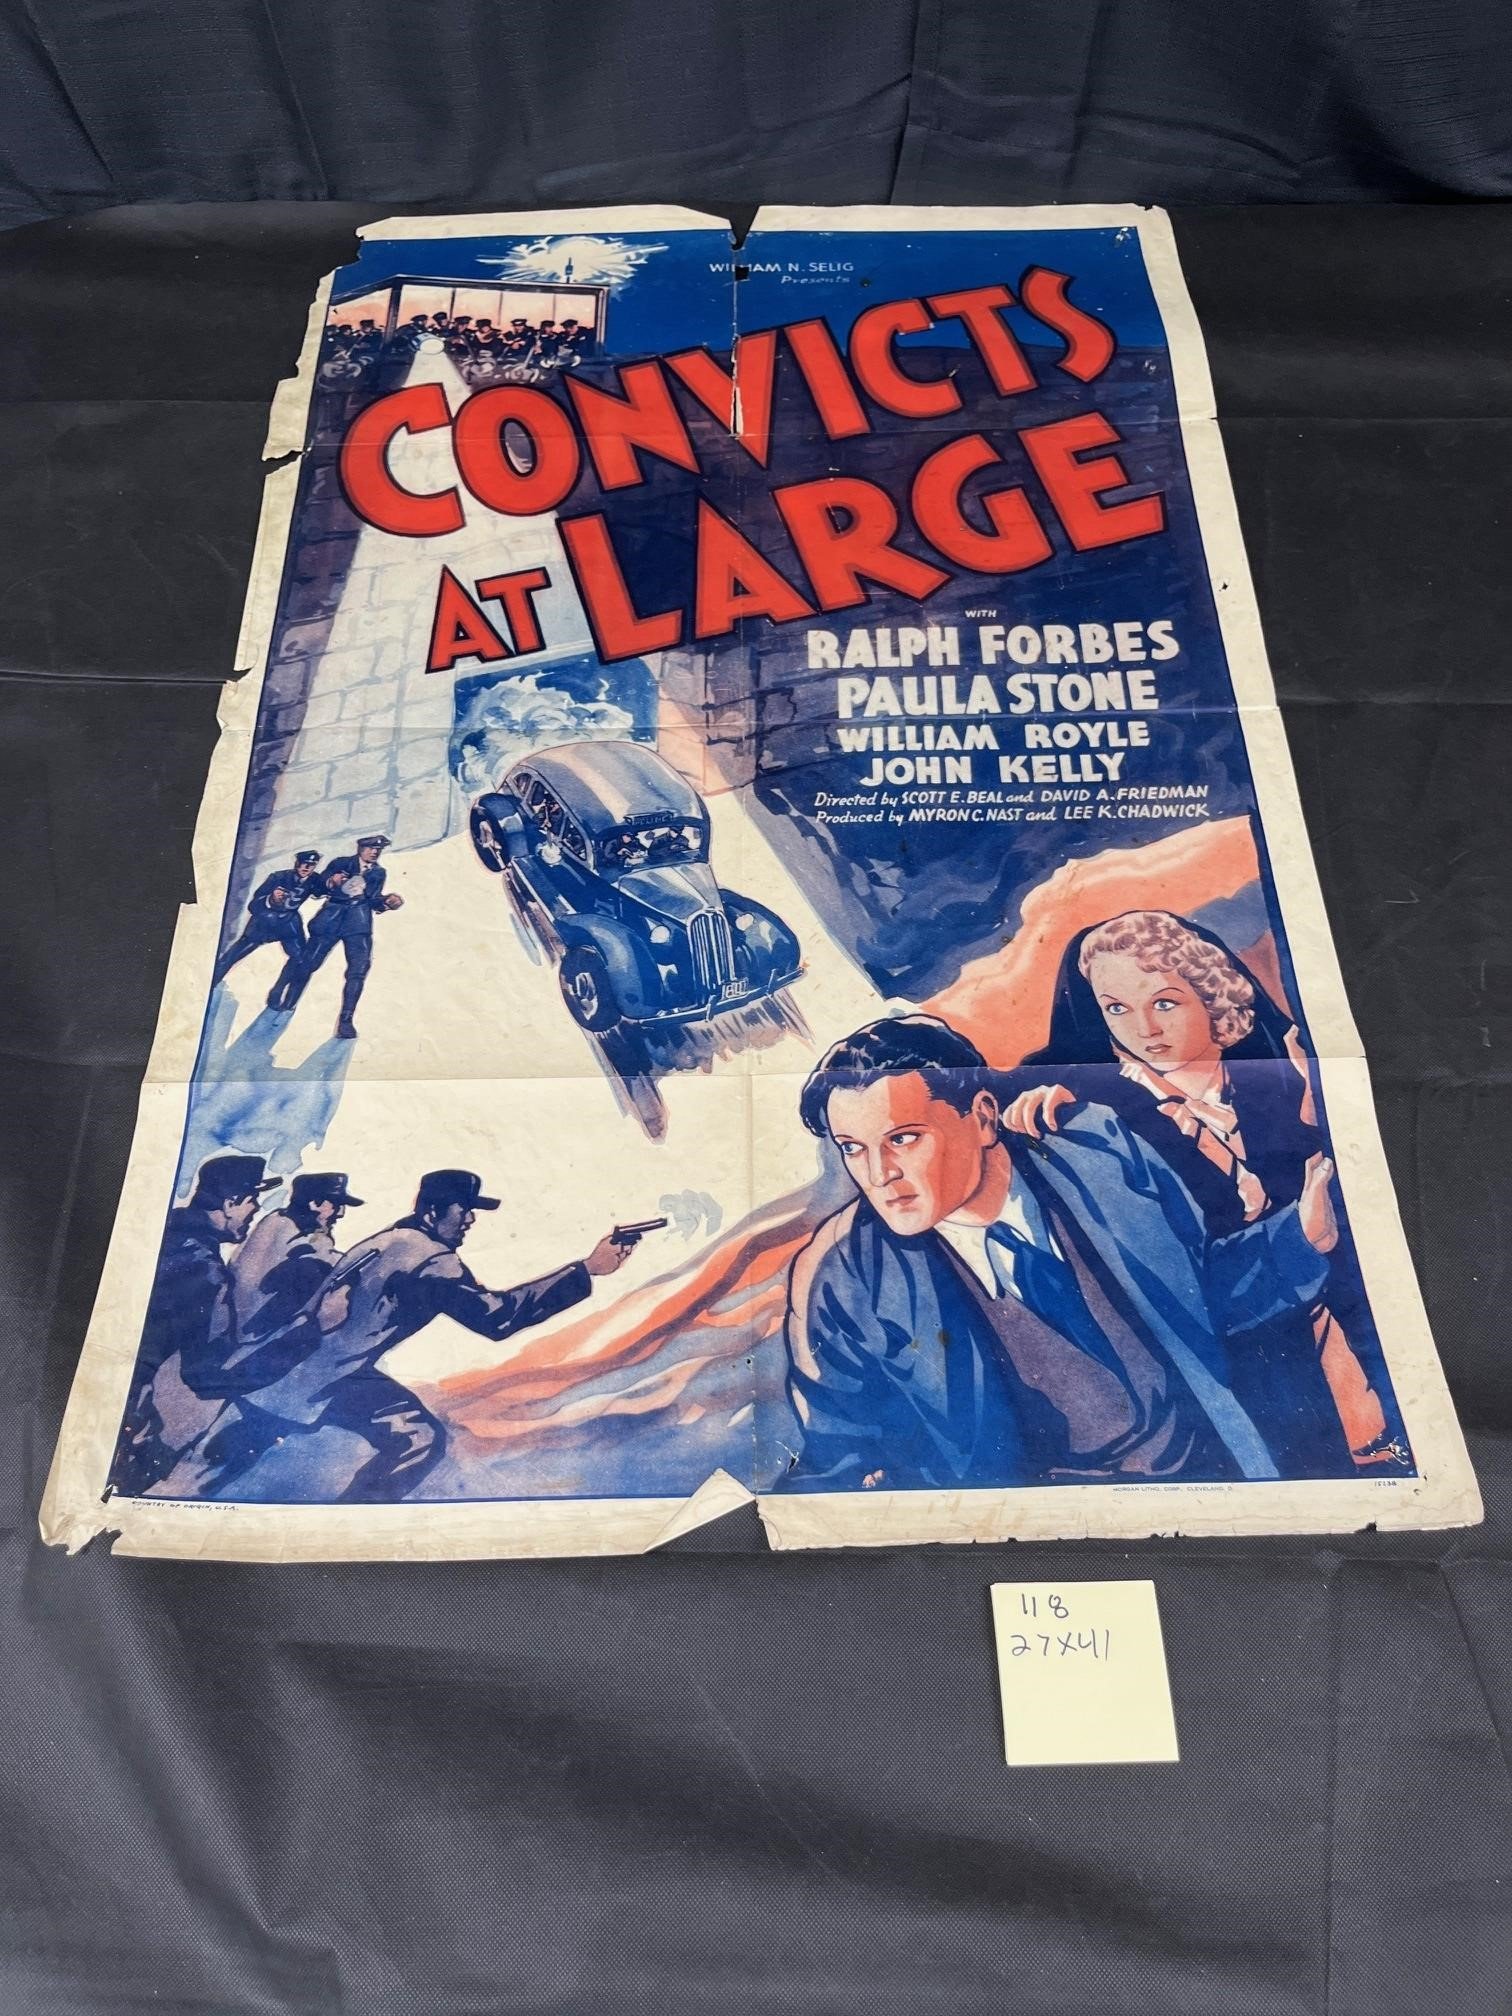 WILLIAM N. SELIG
Presents
CONVICTS
AT LARGE
WITH
RALPH FORBES
PAULA STONE
WILLIAM ROYLE
JOHN KELLY
Directed by SCOTT E. BEAL and DAVID A. FRIEDMAN
Produced by MYRON C. NAST and LEE K. CHADWICK
COUNTRY OF ORIGIN, U.S.A.
MORGAN LITHO. CORP. CLEVELAND, O.
118
27x41